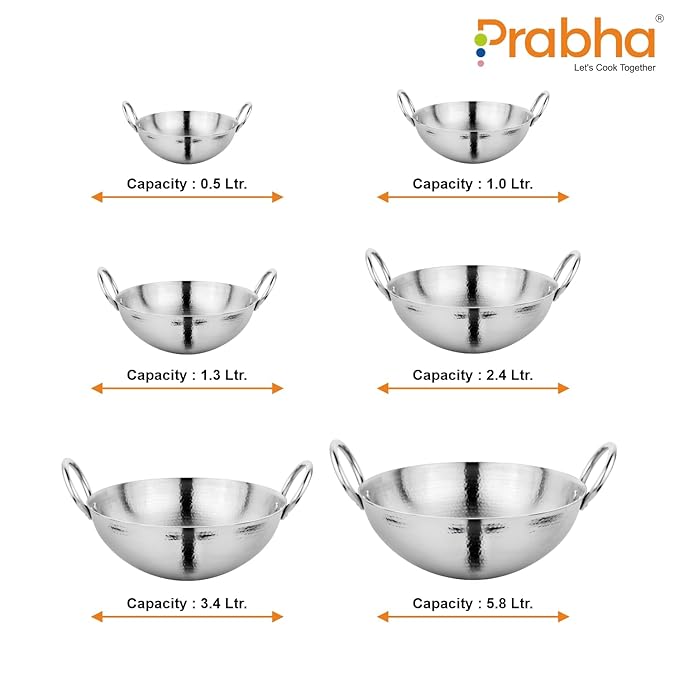 Prabha®
Let's Cook Together
Capacity : 0.5 Ltr.
Capacity : 1.0 Ltr.
Capacity : 1.3 Ltr.
Capacity : 2.4 Ltr.
Capacity : 3.4 Ltr.
Capacity : 5.8 Ltr.